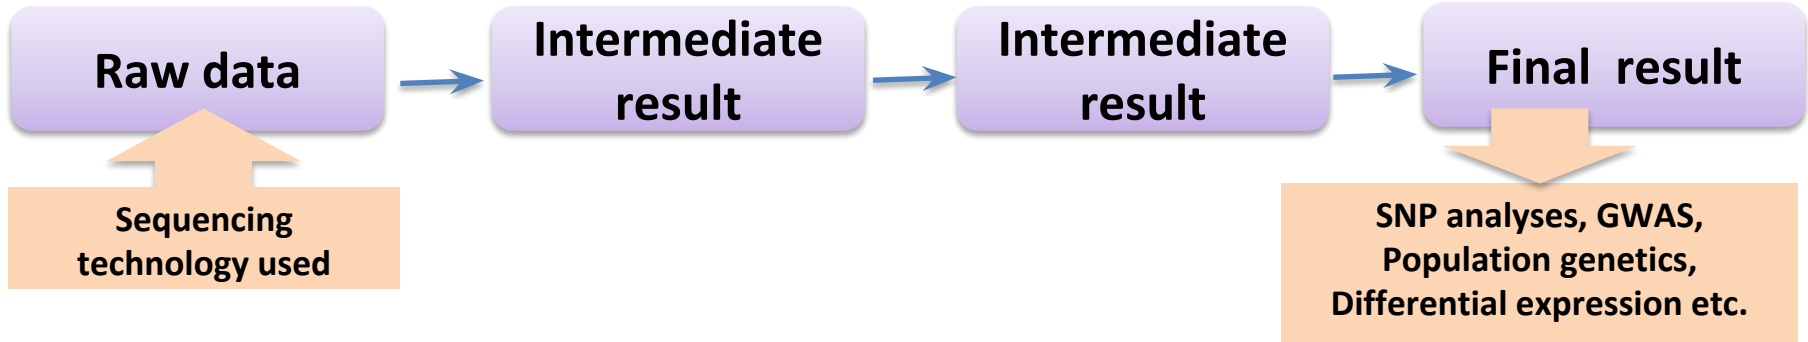 Raw data
Intermediate
result
Intermediate
result
Final result
Sequencing
technology used
SNP analyses, GWAS,
Population genetics,
Differential expression etc.